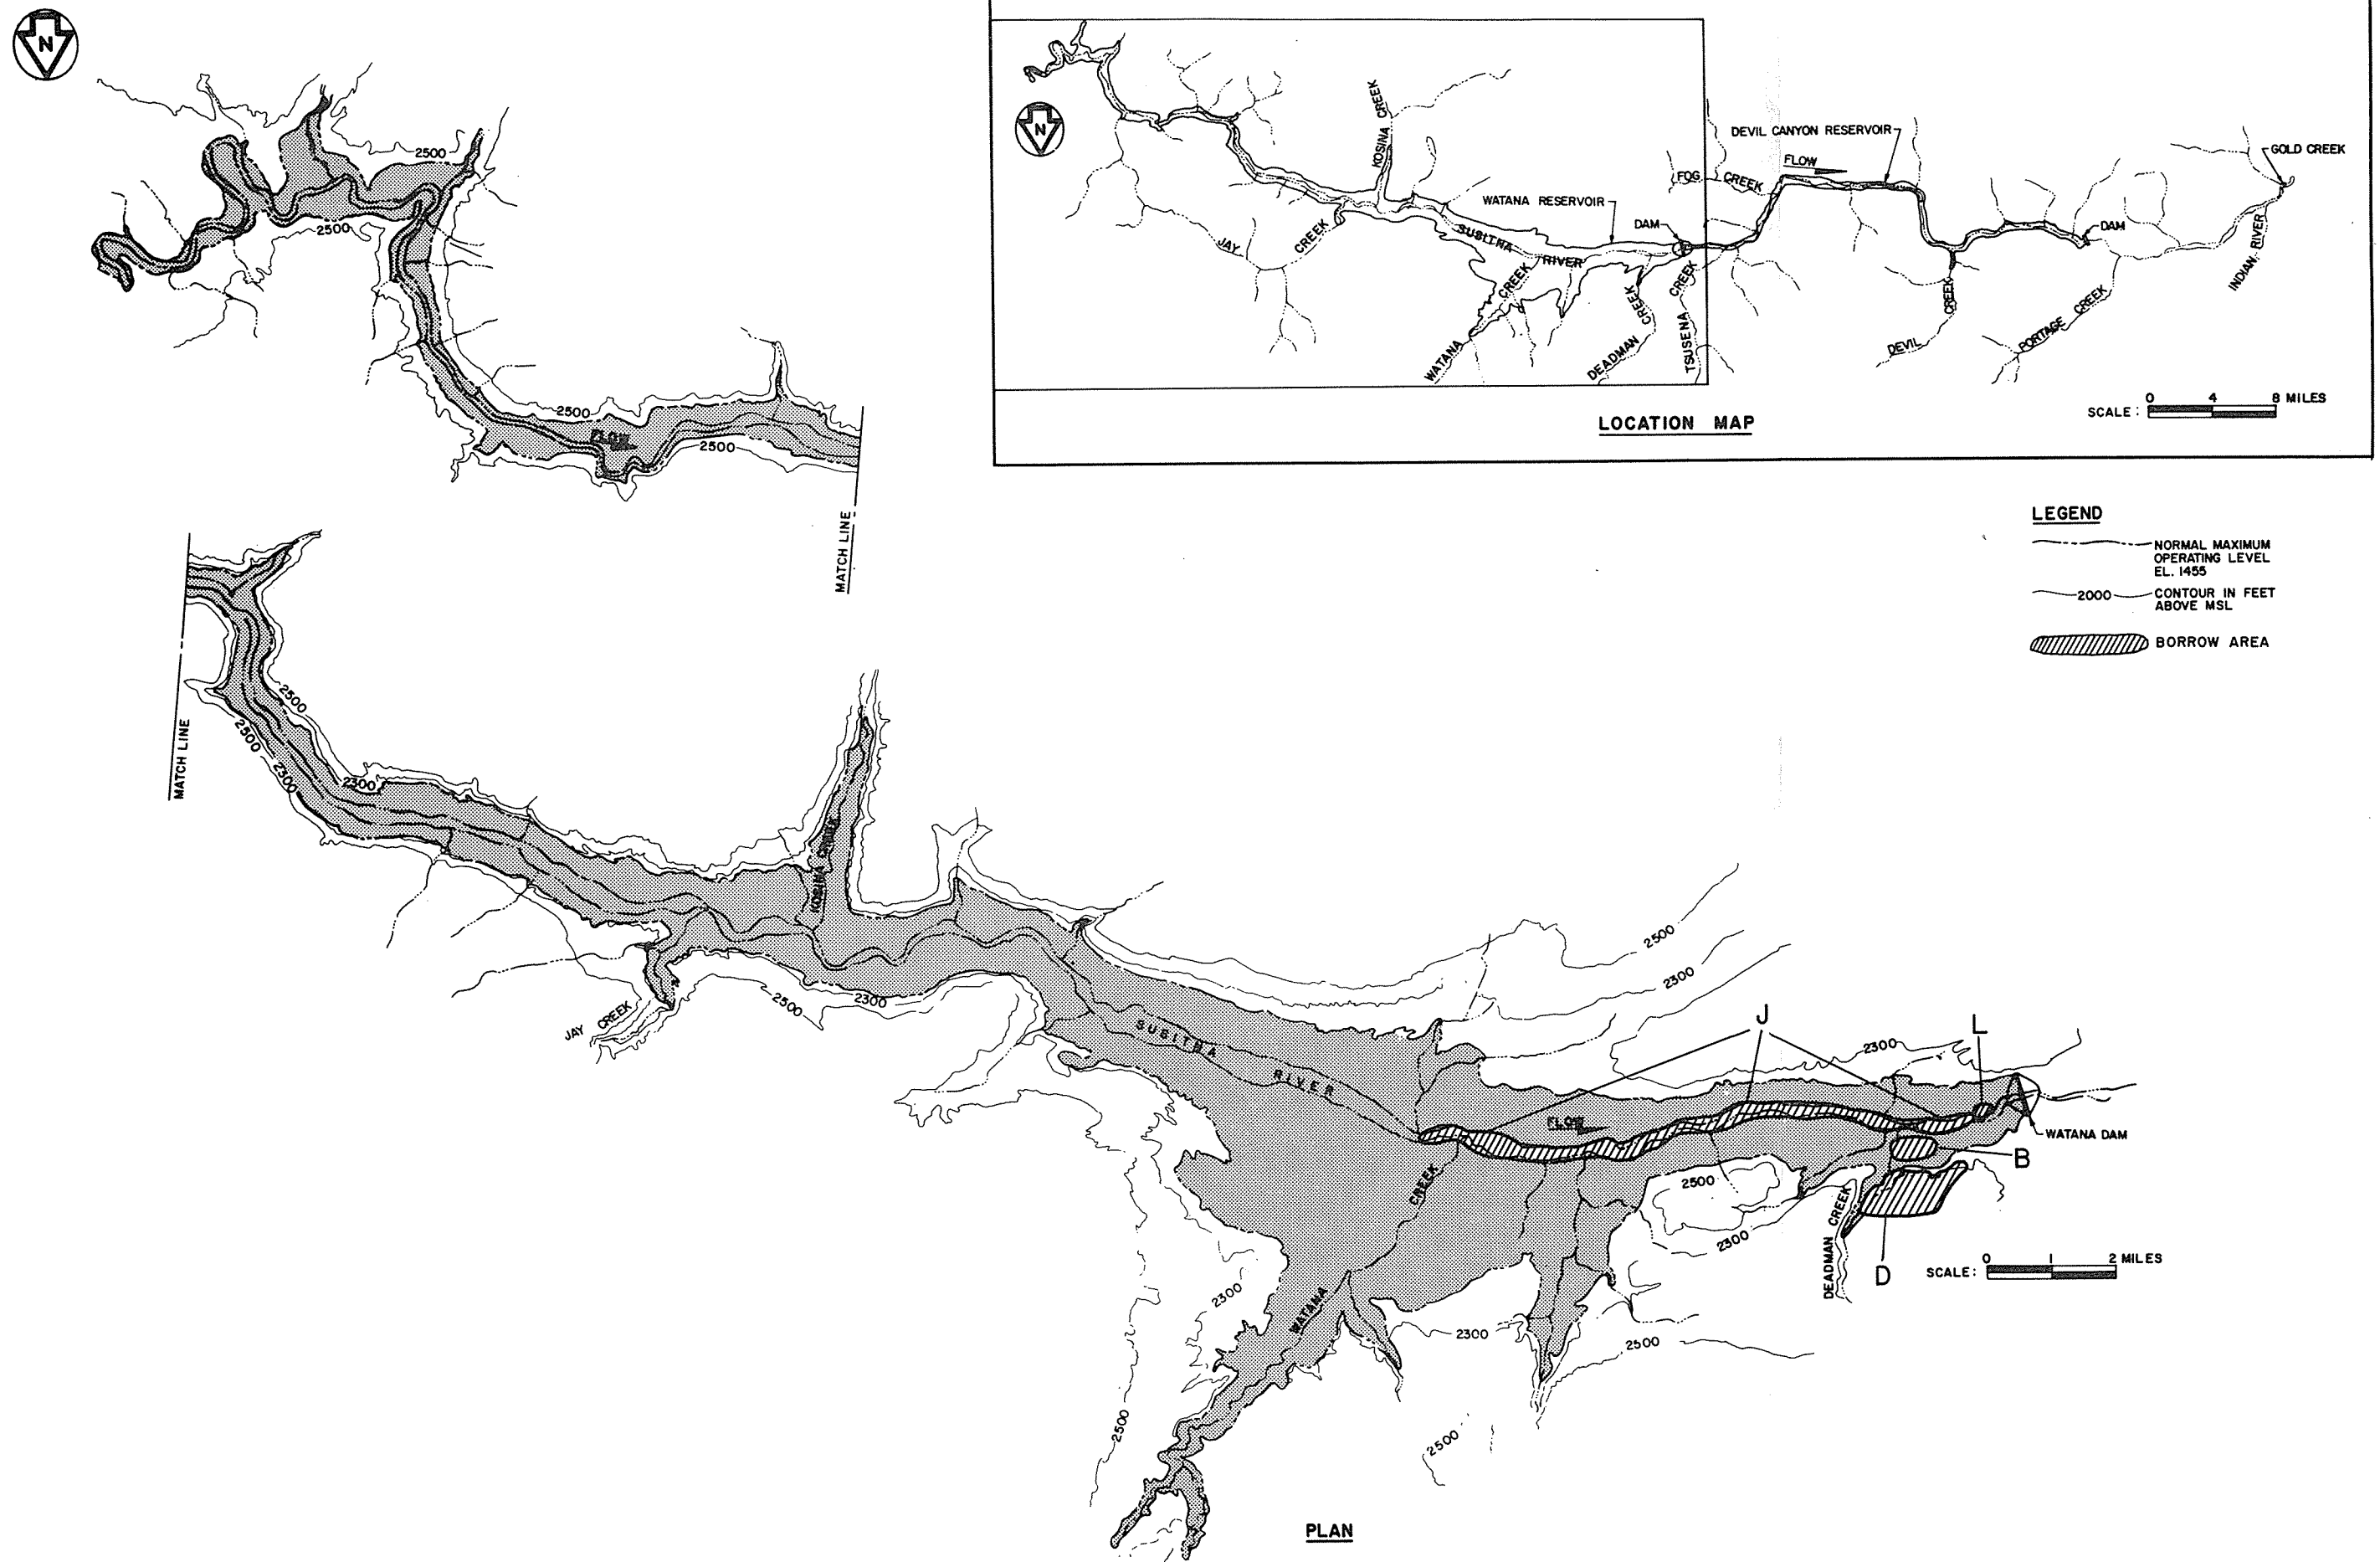 N
2500
2500
2500
FLOW
2500
MATCH LINE
N
KOSINA CREEK
JAY CREEK
WATANA RESERVOIR
SUSITNA RIVER
WATANA CREEK
DEADMAN CREEK
TSUSENA CREEK
DAM
FOG CREEK
DEVIL CANYON RESERVOIR
FLOW
DEVIL CREEK
DAM
PORTAGE CREEK
INDIAN RIVER
GOLD CREEK
SCALE: 0 4 8 MILES
LOCATION MAP
LEGEND
NORMAL MAXIMUM
OPERATING LEVEL
EL. 1455
2000
CONTOUR IN FEET
ABOVE MSL
BORROW AREA
MATCH LINE
2500
2500
2300
2300
KOSINA CREEK
JAY CREEK
2500
2300
SUSITNA RIVER
2500
2300
J
L
2300
FLOW
WATANA DAM
B
2500
2300
DEADMAN CREEK
D
SCALE: 0 1 2 MILES
WATANA CREEK
2300
2300
2500
2500
2500
PLAN